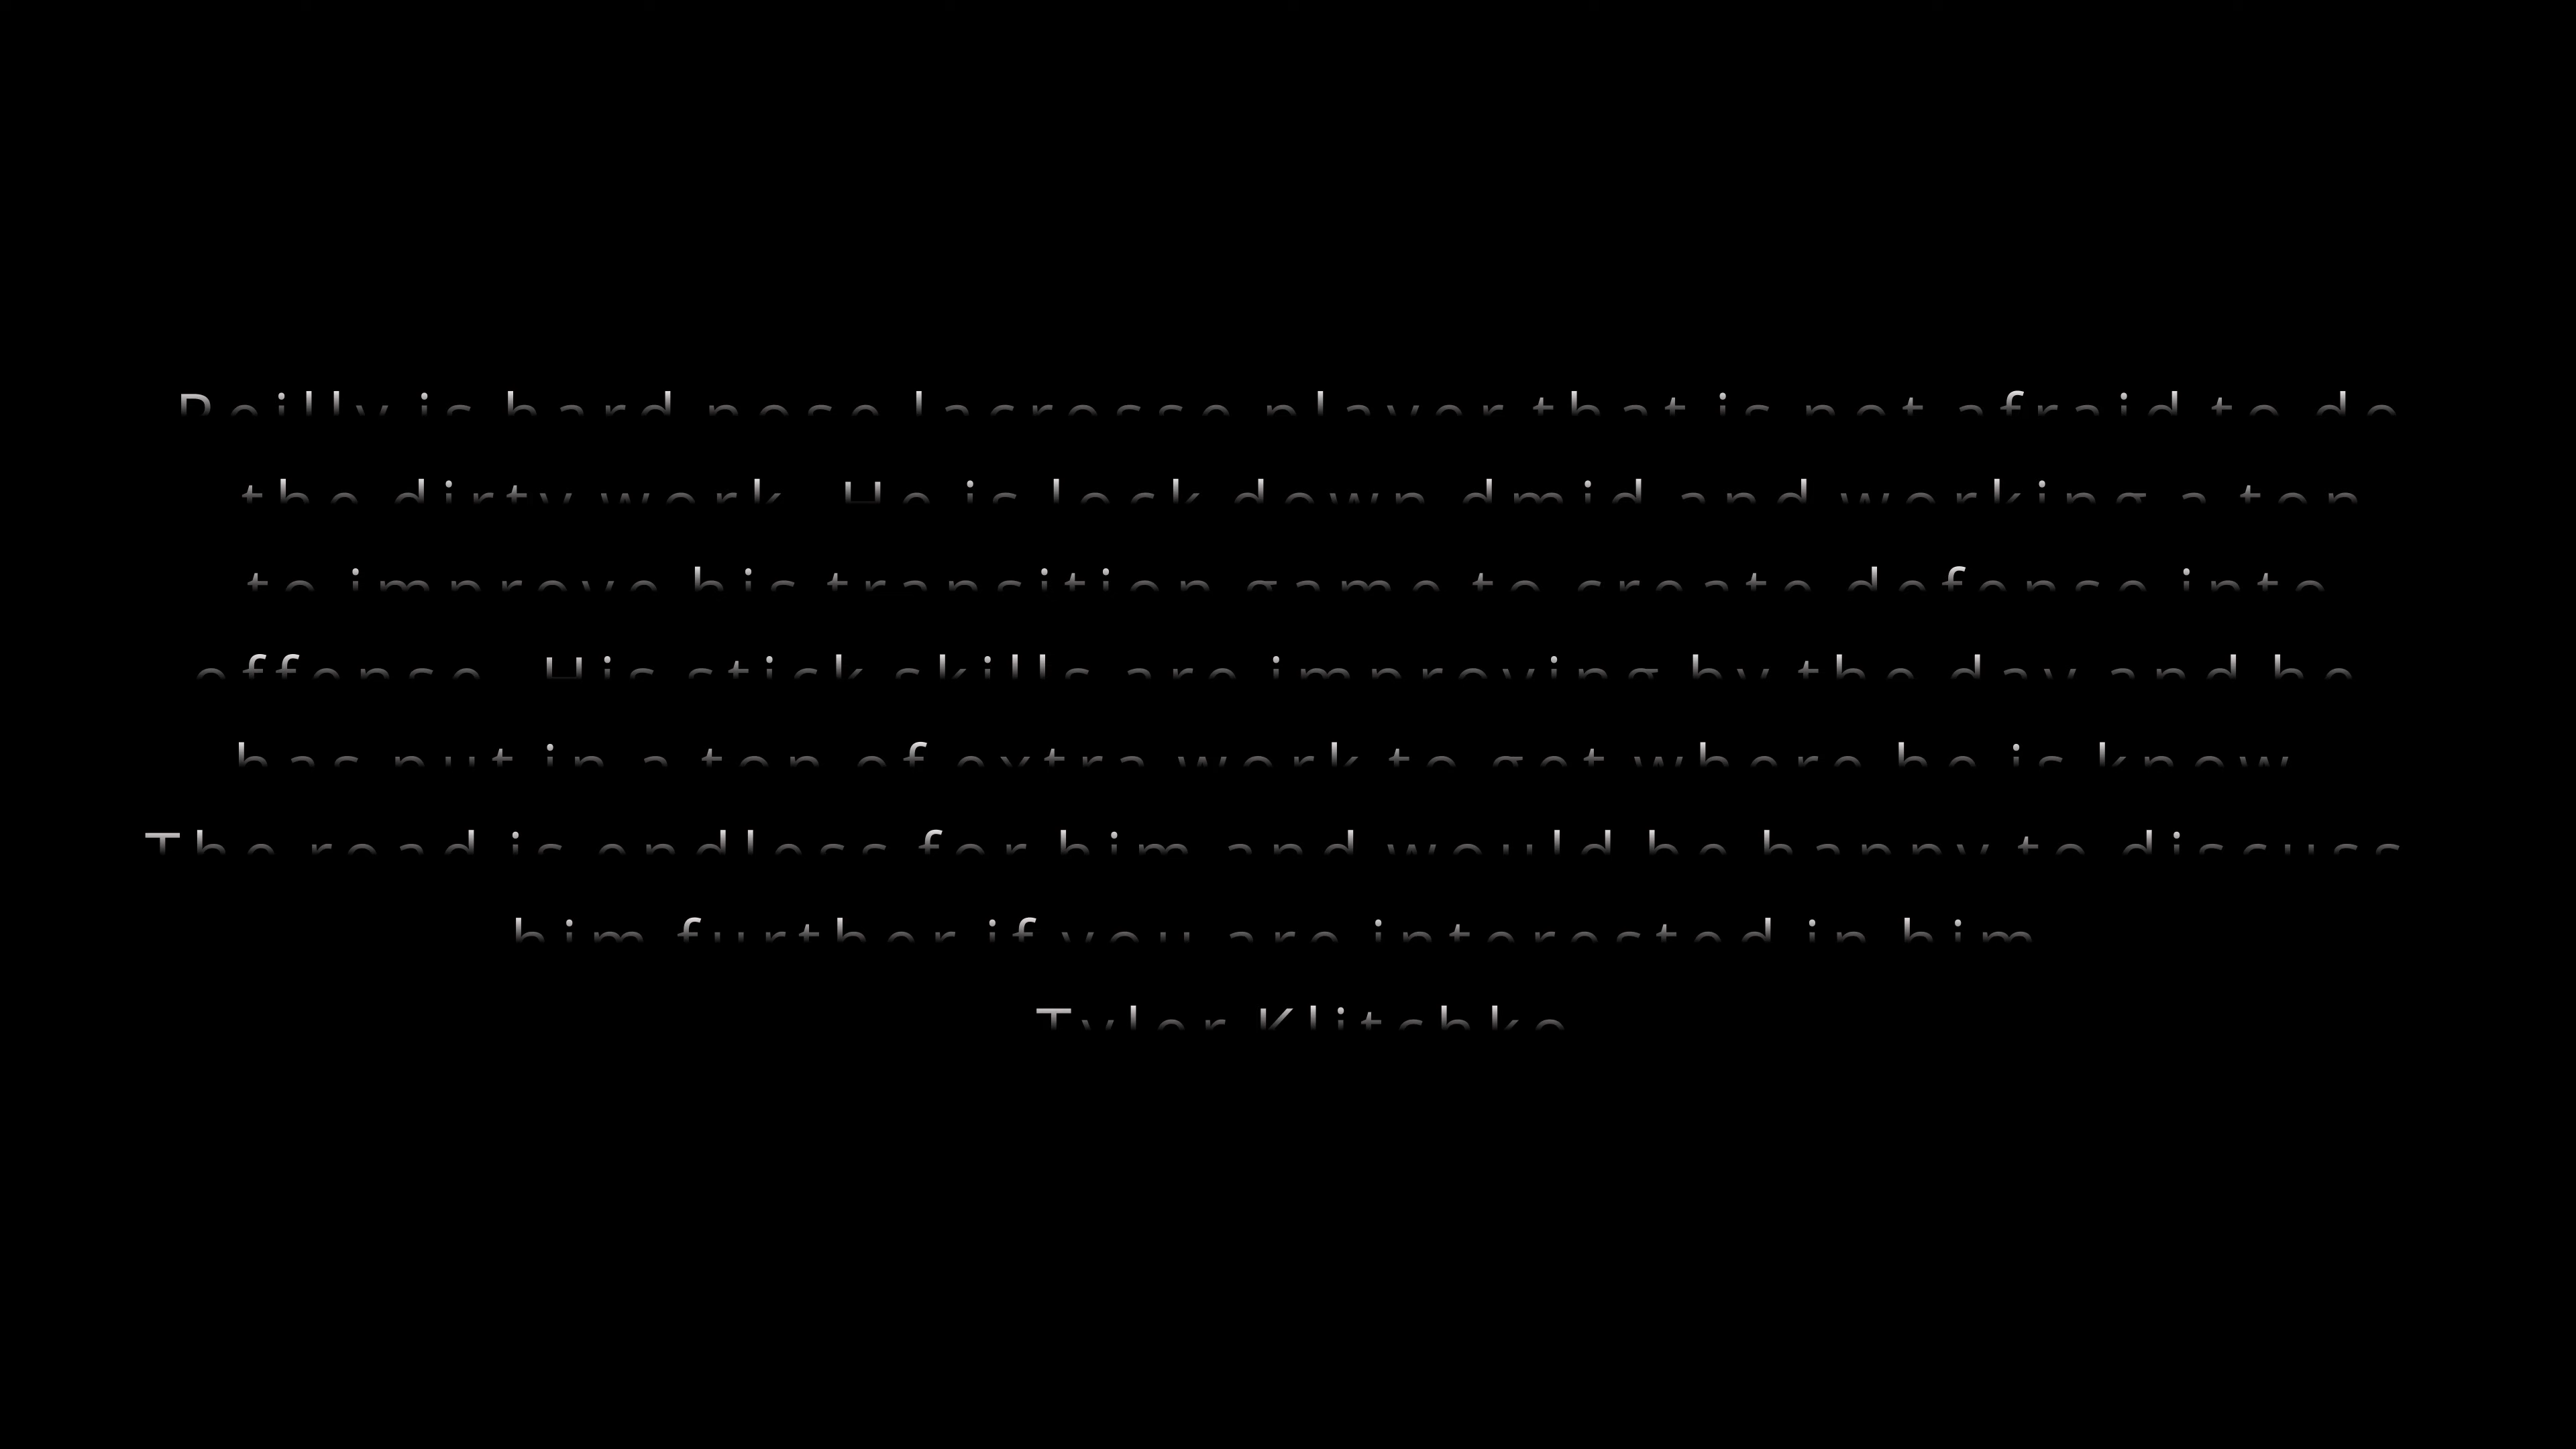 Reilly is hard nose lacrosse player that is not afraid to do
the dirty work. He is lock down dmid and working a ton
to improve his transition game to create defense into
offense. His stick skills are improving by the day and he
has put in a ton of extra work to get where he is know.
The road is endless for him and would be happy to discuss
him further if you are interested in him
Tyler Klitschke